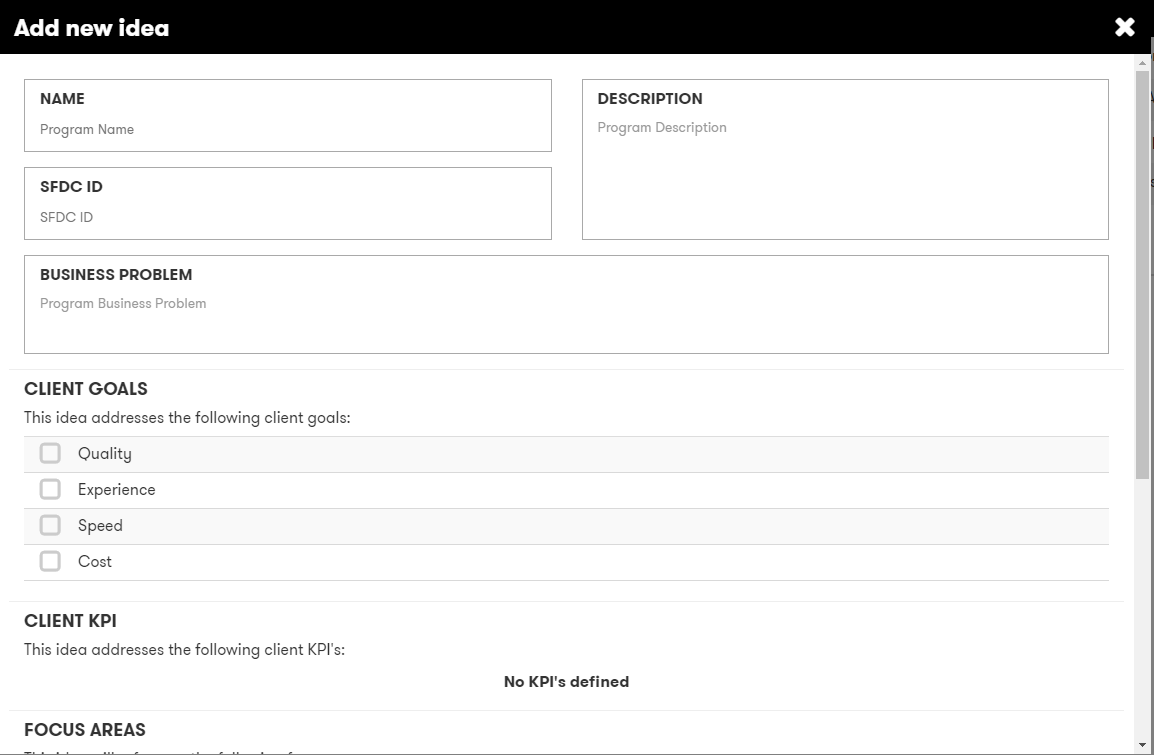 Add new idea
NAME
Program Name
DESCRIPTION
Program Description
SFDC ID
SFDC ID
BUSINESS PROBLEM
Program Business Problem
CLIENT GOALS
This idea addresses the following client goals:
Quality
Experience
Speed
Cost
CLIENT KPI
This idea addresses the following client KPI's:
No KPI's defined
FOCUS AREAS